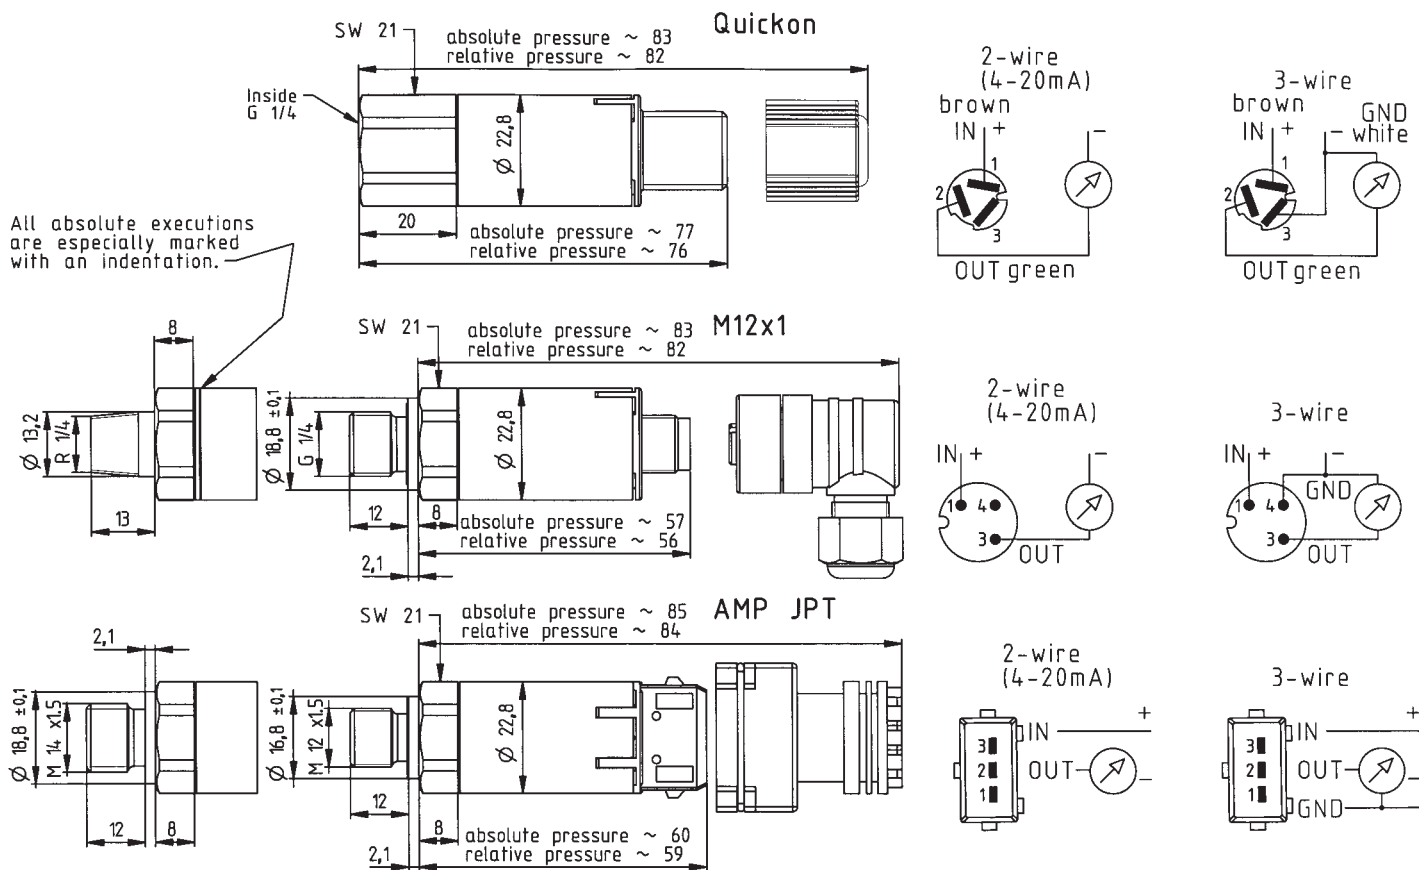 Quickon
SW 21
absolute pressure ~ 83
relative pressure ~ 82
Inside
G 1/4
Ø 22,8
20
absolute pressure ~ 77
relative pressure ~ 76
2-wire
(4-20mA)
brown
IN +
-
1
2
3
OUT green
3-wire
brown
IN +
-
GND
white
1
2
3
OUT green
All absolute executions
are especially marked
with an indentation.
M12x1
SW 21
absolute pressure ~ 83
relative pressure ~ 82
8
Ø 13,2
R 1/4
13
Ø 18,8 ±0,1
G 1/4
Ø 22,8
12
8
2,1
absolute pressure ~ 57
relative pressure ~ 56
2-wire
(4-20mA)
IN +
-
1
4
3
OUT
3-wire
IN +
-
1
4
GND
3
OUT
AMP JPT
SW 21
absolute pressure ~ 85
relative pressure ~ 84
2,1
Ø 18,8 ±0,1
M 14 x1.5
12
8
Ø 16,8 ±0,1
M 12 x1.5
Ø 22,8
12
8
2,1
absolute pressure ~ 60
relative pressure ~ 59
2-wire
(4-20mA)
+
IN
3
2
OUT
1
-
3-wire
+
IN
3
2
OUT
1
-
GND